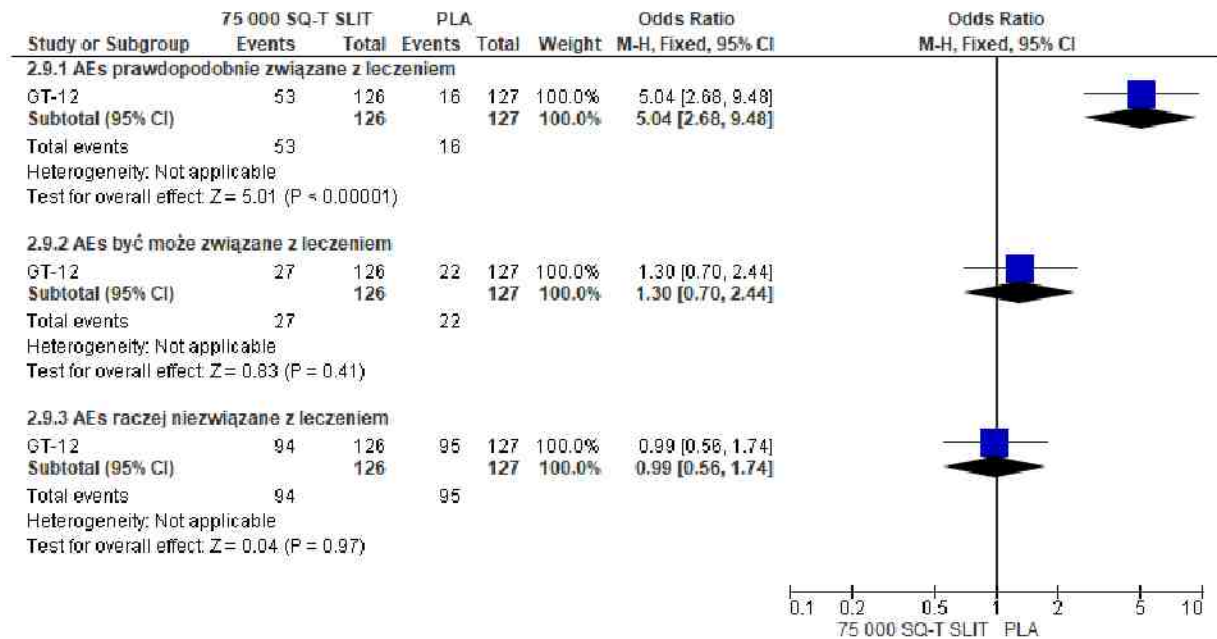 75 000 SQ-T SLIT PLA Odds Ratio Odds Ratio
Study or Subgroup Events Total Events Total Weight M-H, Fixed, 95% CI M-H, Fixed, 95% CI
2.9.1 AEs prawdopodobnie związane z leczeniem
GT-12 53 126 16 127 100.0% 5.04 [2.68, 9.48]
Subtotal (95% CI) 126 127 100.0% 5.04 [2.68, 9.48]
Total events 53 16
Heterogeneity: Not applicable
Test for overall effect: Z = 5.01 (P < 0.00001)
2.9.2 AEs być może związane z leczeniem
GT-12 27 126 22 127 100.0% 1.30 [0.70, 2.44]
Subtotal (95% CI) 126 127 100.0% 1.30 [0.70, 2.44]
Total events 27 22
Heterogeneity: Not applicable
Test for overall effect: Z = 0.83 (P = 0.41)
2.9.3 AEs raczej niezwiązane z leczeniem
GT-12 94 126 95 127 100.0% 0.99 [0.56, 1.74]
Subtotal (95% CI) 126 127 100.0% 0.99 [0.56, 1.74]
Total events 94 95
Heterogeneity: Not applicable
Test for overall effect: Z = 0.04 (P = 0.97)
0.1 0.2 0.5 1 2 5 10
75 000 SQ-T SLIT PLA